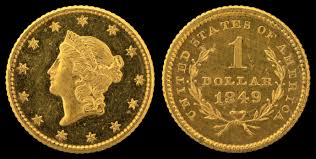 UNITED STATES OF AMERICA.
1
DOLLAR.
1849